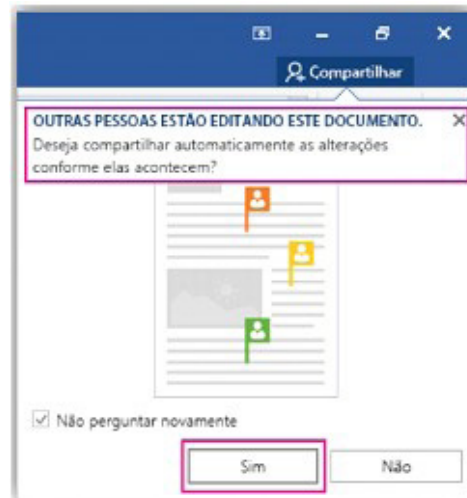 Compartilhar
OUTRAS PESSOAS ESTÃO EDITANDO ESTE DOCUMENTO.
Deseja compartilhar automaticamente as alterações
conforme elas acontecem?
Não perguntar novamente
Sim
Não